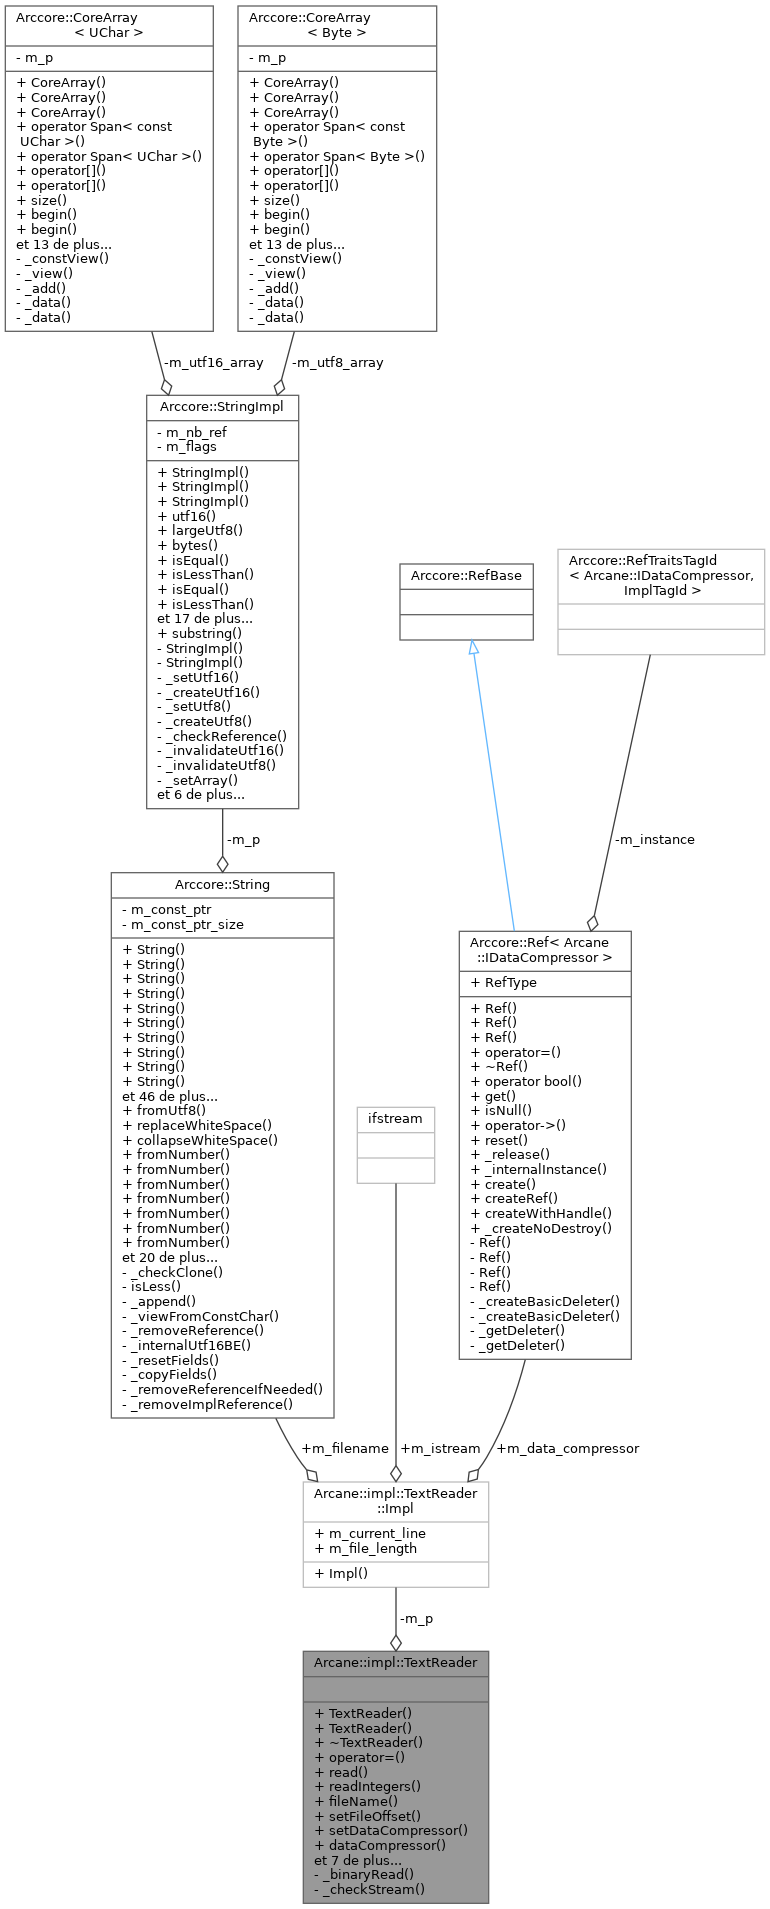 Arccore::CoreArray
< UChar >
- m_p
+ CoreArray()
+ CoreArray()
+ CoreArray()
+ operator Span< const
UChar >()
+ operator Span< UChar >()
+ operator[]()
+ operator[]()
+ size()
+ begin()
+ begin()
et 13 de plus...
- _constView()
- _view()
- _add()
- _data()
- _data()
Arccore::CoreArray
< Byte >
- m_p
+ CoreArray()
+ CoreArray()
+ CoreArray()
+ operator Span< const
Byte >()
+ operator Span< Byte >()
+ operator[]()
+ operator[]()
+ size()
+ begin()
+ begin()
et 13 de plus...
- _constView()
- _view()
- _add()
- _data()
- _data()
-m_utf16_array
-m_utf8_array
Arccore::StringImpl
- m_nb_ref
- m_flags
+ StringImpl()
+ StringImpl()
+ StringImpl()
+ utf16()
+ largeUtf8()
+ bytes()
+ isEqual()
+ isLessThan()
+ isEqual()
+ isLessThan()
et 17 de plus...
+ substring()
- StringImpl()
- StringImpl()
- _setUtf16()
- _createUtf16()
- _setUtf8()
- _createUtf8()
- _checkReference()
- _invalidateUtf16()
- _invalidateUtf8()
- _setArray()
et 6 de plus...
Arccore::RefBase
Arccore::RefTraitsTagId
< Arcane::IDataCompressor,
ImplTagId >
-m_p
-m_instance
Arccore::String
- m_const_ptr
- m_const_ptr_size
+ String()
+ String()
+ String()
+ String()
+ String()
+ String()
+ String()
+ String()
+ String()
+ String()
et 46 de plus...
+ fromUtf8()
+ replaceWhiteSpace()
+ collapseWhiteSpace()
+ fromNumber()
+ fromNumber()
+ fromNumber()
+ fromNumber()
+ fromNumber()
+ fromNumber()
+ fromNumber()
et 20 de plus...
- _checkClone()
- isLess()
- _append()
- _viewFromConstChar()
- _removeReference()
- _internalUtf16BE()
- _resetFields()
- _copyFields()
- _removeReferenceIfNeeded()
- _removeImplReference()
ifstream
Arccore::Ref< Arcane
::IDataCompressor >
+ RefType
+ Ref()
+ Ref()
+ Ref()
+ operator=()
+ ~Ref()
+ operator bool()
+ get()
+ isNull()
+ operator->()
+ reset()
+ _release()
+ _internalInstance()
+ create()
+ createRef()
+ createWithHandle()
+ _createNoDestroy()
- Ref()
- Ref()
- Ref()
- Ref()
- _createBasicDeleter()
- _createBasicDeleter()
- _getDeleter()
- _getDeleter()
+m_filename
+m_istream
+m_data_compressor
Arcane::impl::TextReader
::Impl
+ m_current_line
+ m_file_length
+ Impl()
-m_p
Arcane::impl::TextReader
+ TextReader()
+ TextReader()
+ ~TextReader()
+ operator=()
+ read()
+ readIntegers()
+ fileName()
+ setFileOffset()
+ setDataCompressor()
+ dataCompressor()
et 7 de plus...
- _binaryRead()
- _checkStream()